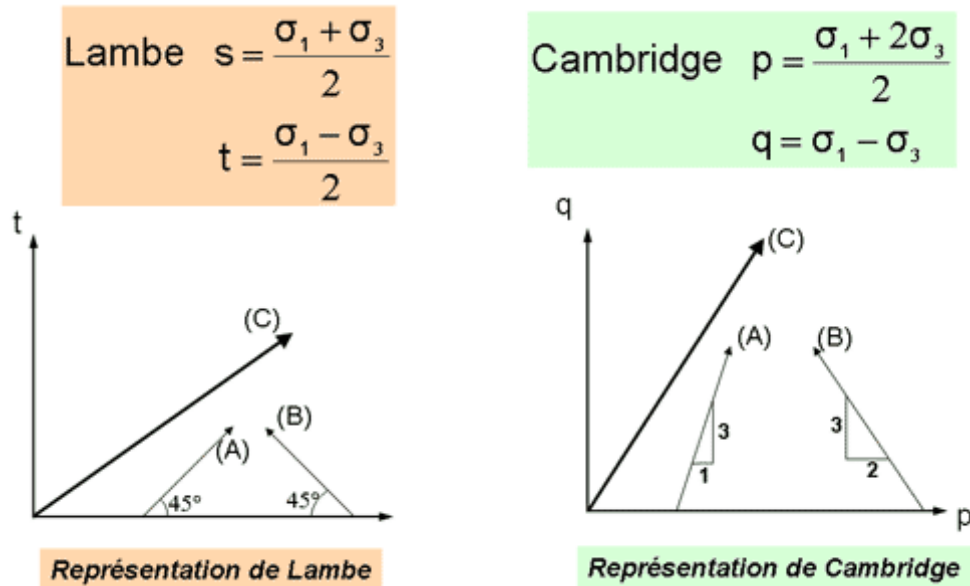 Lambe s = (σ₁ + σ₃) / 2
t = (σ₁ − σ₃) / 2
Cambridge p = (σ₁ + 2σ₃) / 2
q = σ₁ − σ₃
t
(C)
(A)
(B)
45°
45°
Représentation de Lambe
q
(C)
(A)
(B)
3
1
3
2
p
Représentation de Cambridge